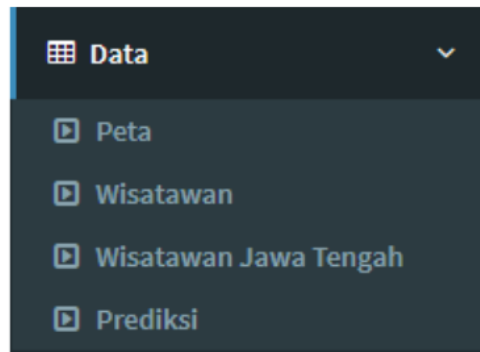 Data
Peta
Wisatawan
Wisatawan Jawa Tengah
Prediksi